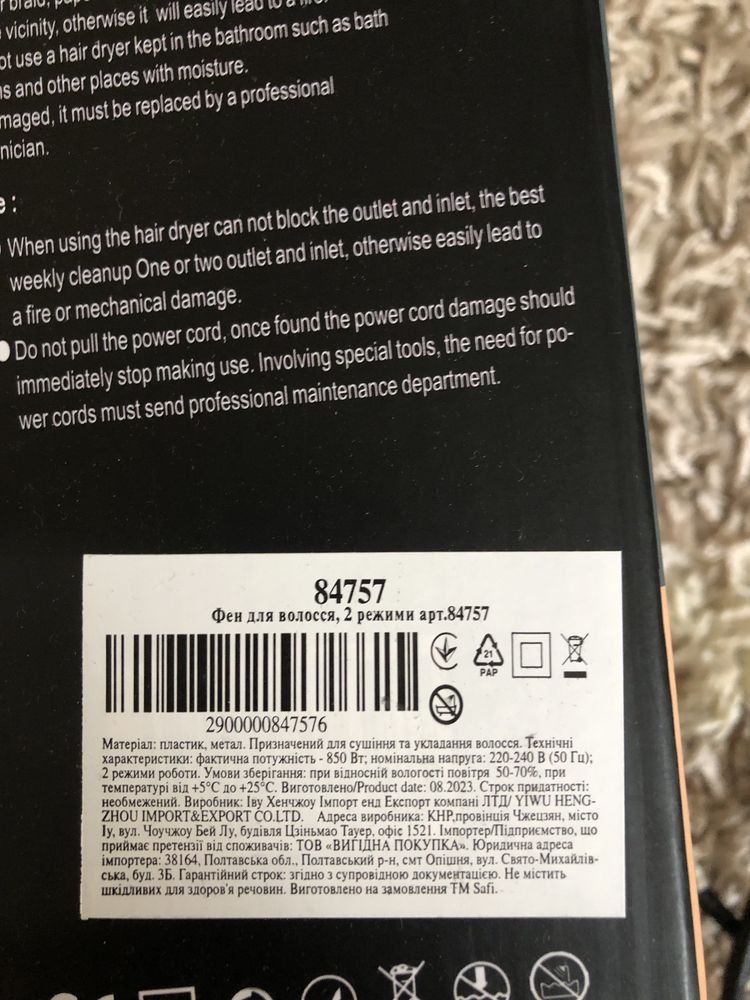 vicinity, otherwise it will easily lead to a fire.
ot use a hair dryer kept in the bathroom such as bath
ns and other places with moisture.
maged, it must be replaced by a professional
nician.
e :
When using the hair dryer can not block the outlet and inlet, the best
weekly cleanup One or two outlet and inlet, otherwise easily lead to
a fire or mechanical damage.
● Do not pull the power cord, once found the power cord damage should
immediately stop making use. Involving special tools, the need for po-
wer cords must send professional maintenance department.
84757
Фен для волосся, 2 режими арт.84757
21
PAP
2900000847576
Матеріал: пластик, метал. Призначений для сушіння та укладання волосся. Технічні
характеристики: фактична потужність - 850 Вт; номінальна напруга: 220-240 В (50 Гц);
2 режими роботи. Умови зберігання: при відносній вологості повітря 50-70%, при
температурі від +5°C до +25°C. Виготовлено/Product date: 08.2023. Строк придатності:
необмежений. Виробник: Іву Хенчжоу Імпорт енд Експорт компані ЛТД/ YIWU HENG-
ZHOU IMPORT&EXPORT CO.LTD. Адреса виробника: КНР,провінція Чжецзян, місто
Іу, вул. Чоучжоу Бей Лу, будівля Цзіньмао Тауер, офіс 1521. Імпортер/Підприємство, що
приймає претензії від споживачів: ТОВ «ВИГІДНА ПОКУПКА». Юридична адреса
імпортера: 38164, Полтавська обл., Полтавський р-н, смт Опішня, вул. Свято-Михайлів-
ська, буд. 3Б. Гарантійний строк: згідно з супровідною документацією. Не містить
шкідливих для здоров'я речовин. Виготовлено на замовлення ТМ Safi.